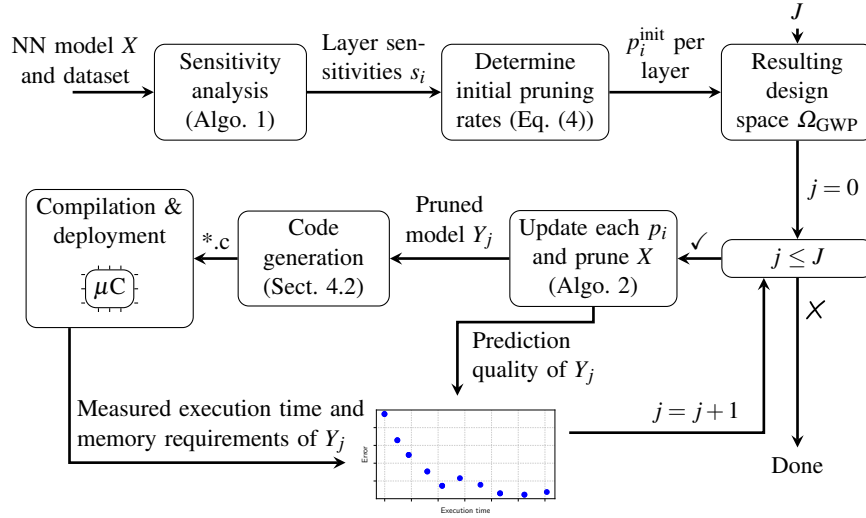 NN model X
and dataset
Sensitivity
analysis
(Algo. 1)
Layer sen-
sitivities s_i
Determine
initial pruning
rates (Eq. (4))
p_i^init per
layer
J
Resulting
design
space Ω_GWP
j = 0
j ≤ J
✓
✗
Update each p_i
and prune X
(Algo. 2)
Pruned
model Y_j
Code
generation
(Sect. 4.2)
*.c
Compilation &
deployment
μC
Prediction
quality of Y_j
Measured execution time and
memory requirements of Y_j
Error
Execution time
j = j + 1
Done